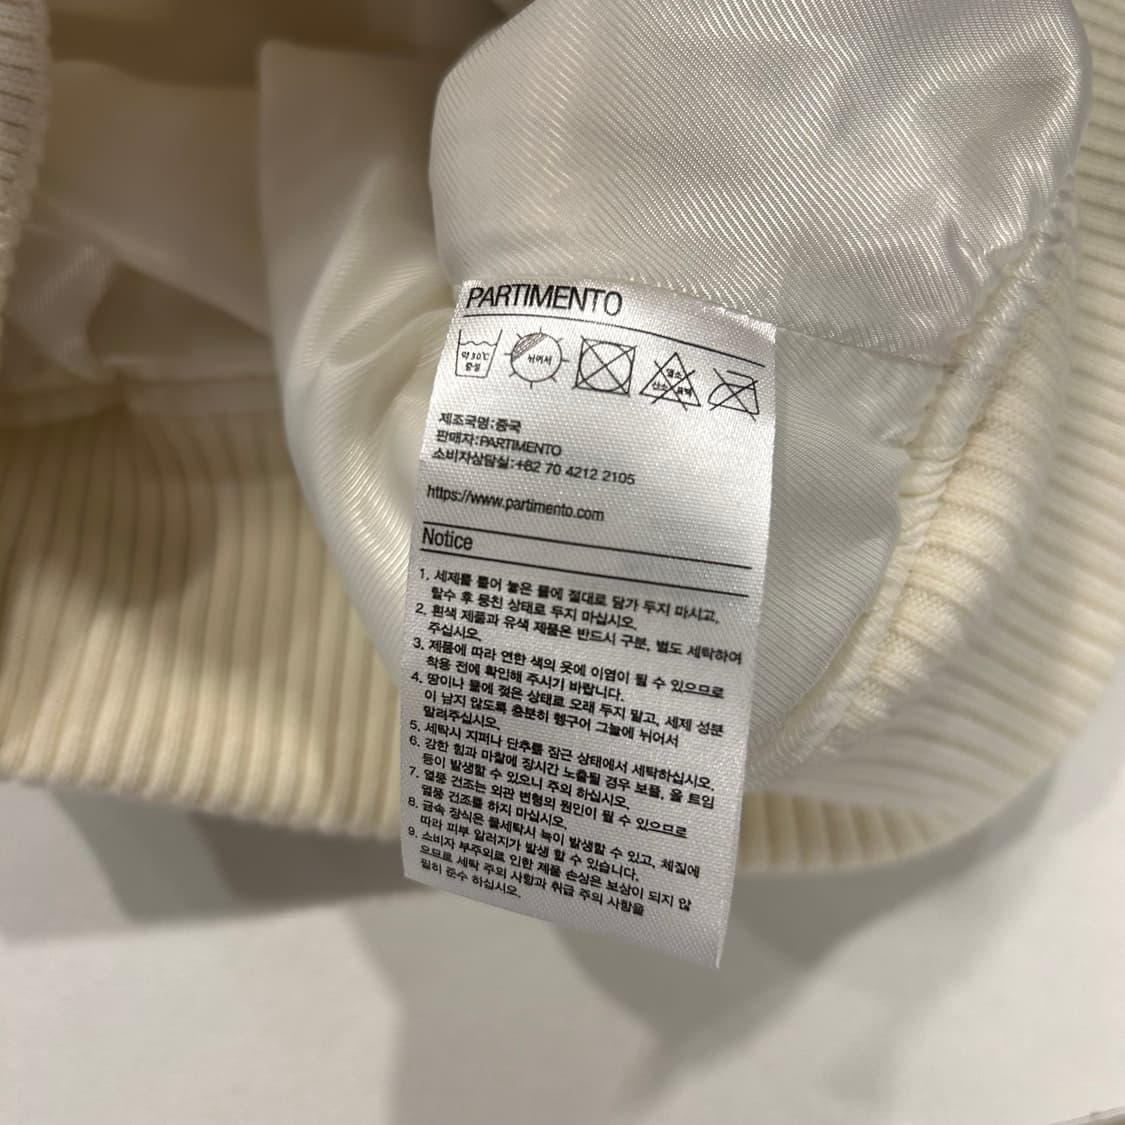 PARTIMENTO
약 30℃
중성
뉘어서
염소
산소 표백
제조국명:중국
판매자:PARTIMENTO
소비자상담실:+82 70 4212 2105
https://www.partimento.com
Notice
1. 세제를 풀어 놓은 물에 절대로 담가 두지 마시고,
탈수 후 뭉친 상태로 두지 마십시오.
2. 흰색 제품과 유색 제품은 반드시 구분, 별도 세탁하여
주십시오.
3. 제품에 따라 연한 색의 옷에 이염이 될 수 있으므로
착용 전에 확인해 주시기 바랍니다.
4. 땀이나 물에 젖은 상태로 오래 두지 말고, 세제 성분
이 남지 않도록 충분히 헹구어 그늘에 뉘어서
말려주십시오.
5. 세탁시 지퍼나 단추를 잠근 상태에서 세탁하십시오.
6. 강한 힘과 마찰에 장시간 노출될 경우 보풀, 올 트임
등이 발생할 수 있으니 주의 하십시오.
7. 열풍 건조는 외관 변형의 원인이 될 수 있으므로
열풍 건조를 하지 마십시오.
8. 금속 장식은 물세탁시 녹이 발생할 수 있고, 체질에
따라 피부 알러지가 발생 할 수 있습니다.
9. 소비자 부주의로 인한 제품 손상은 보상이 되지 않
으므로 세탁 주의 사항과 취급 주의 사항을
필히 준수 하십시오.